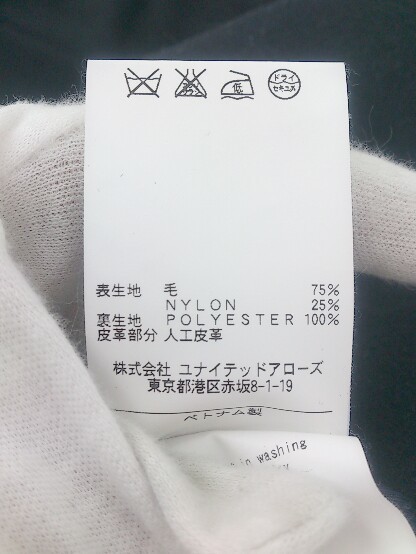 低 ドライ セキユ系
表生地 毛 75%
NYLON 25%
裏生地 POLYESTER 100%
皮革部分 人工皮革
株式会社 ユナイテッドアローズ
東京都港区赤坂8-1-19
ベトナム製
in washing